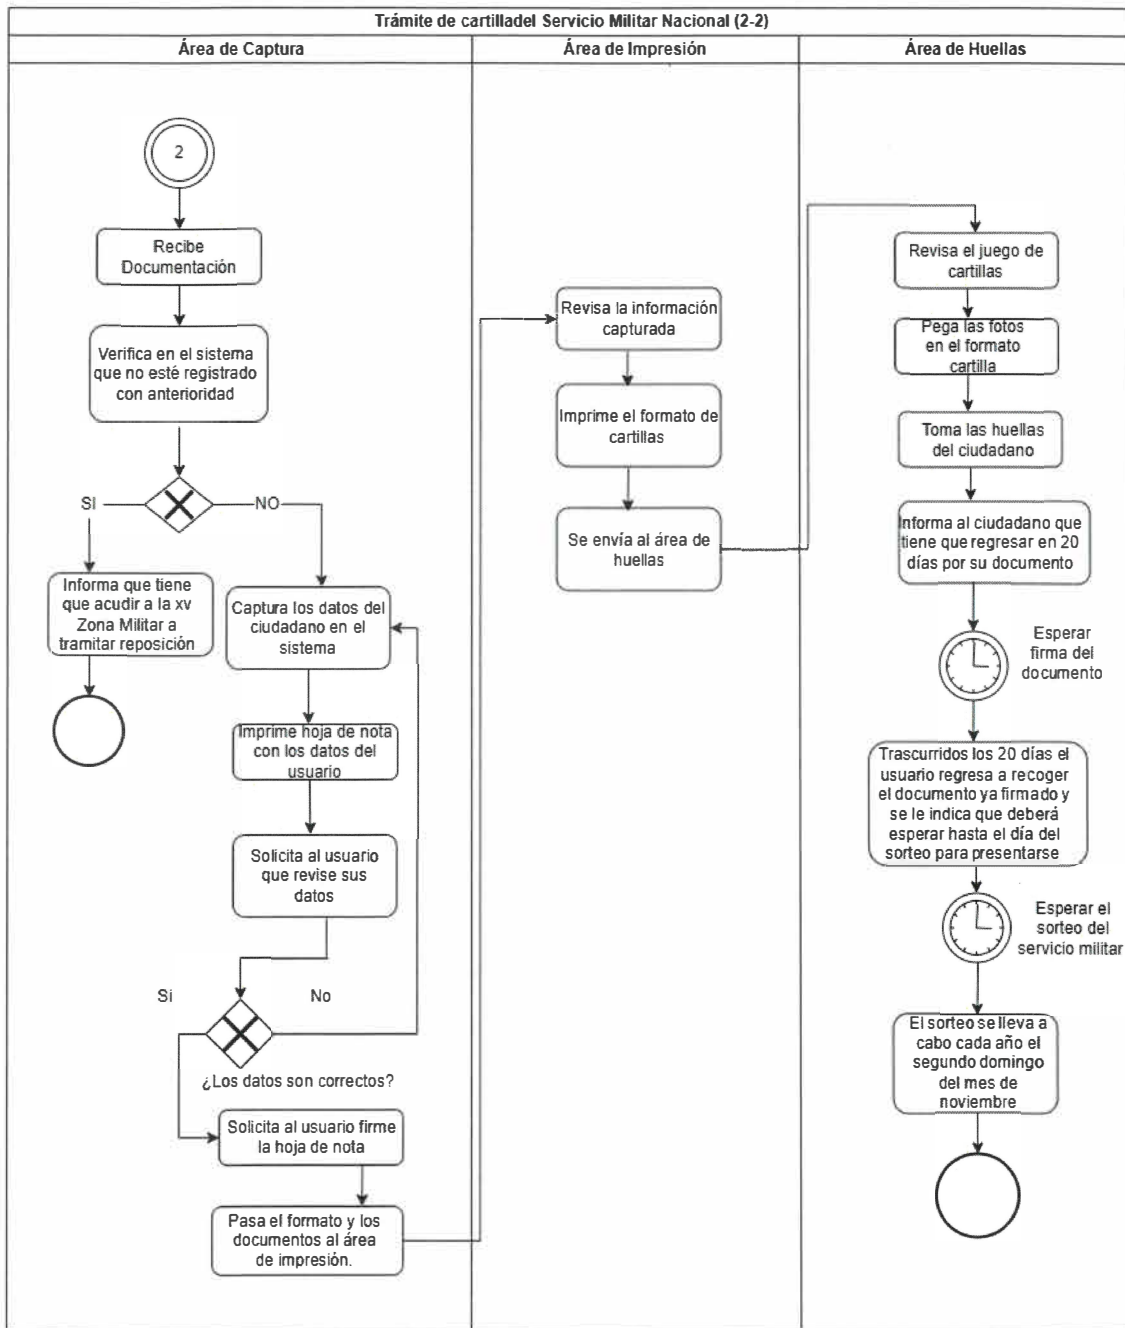 Trámite de cartilladel Servicio Militar Nacional (2-2)
Área de Captura
Área de Impresión
Área de Huellas
2
Recibe
Documentación
Verifica en el sistema
que no esté registrado
con anterioridad
SI
NO
Informa que tiene
que acudir a la xv
Zona Militar a
tramitar reposición
Captura los datos del
ciudadano en el
sistema
Imprime hoja de nota
con los datos del
usuario
Solicita al usuario
que revise sus
datos
Si
No
¿Los datos son correctos?
Solicita al usuario firme
la hoja de nota
Pasa el formato y los
documentos al área
de impresión.
Revisa la información
capturada
Imprime el formato de
cartillas
Se envía al área de
huellas
Revisa el juego de
cartillas
Pega las fotos
en el formato
cartilla
Toma las huellas
del ciudadano
Informa al ciudadano que
tiene que regresar en 20
días por su documento
Esperar
firma del
documento
Trascurridos los 20 días el
usuario regresa a recoger
el documento ya firmado y
se le indica que deberá
esperar hasta el día del
sorteo para presentarse
Esperar el
sorteo del
servicio militar
El sorteo se lleva a
cabo cada año el
segundo domingo
del mes de
noviembre